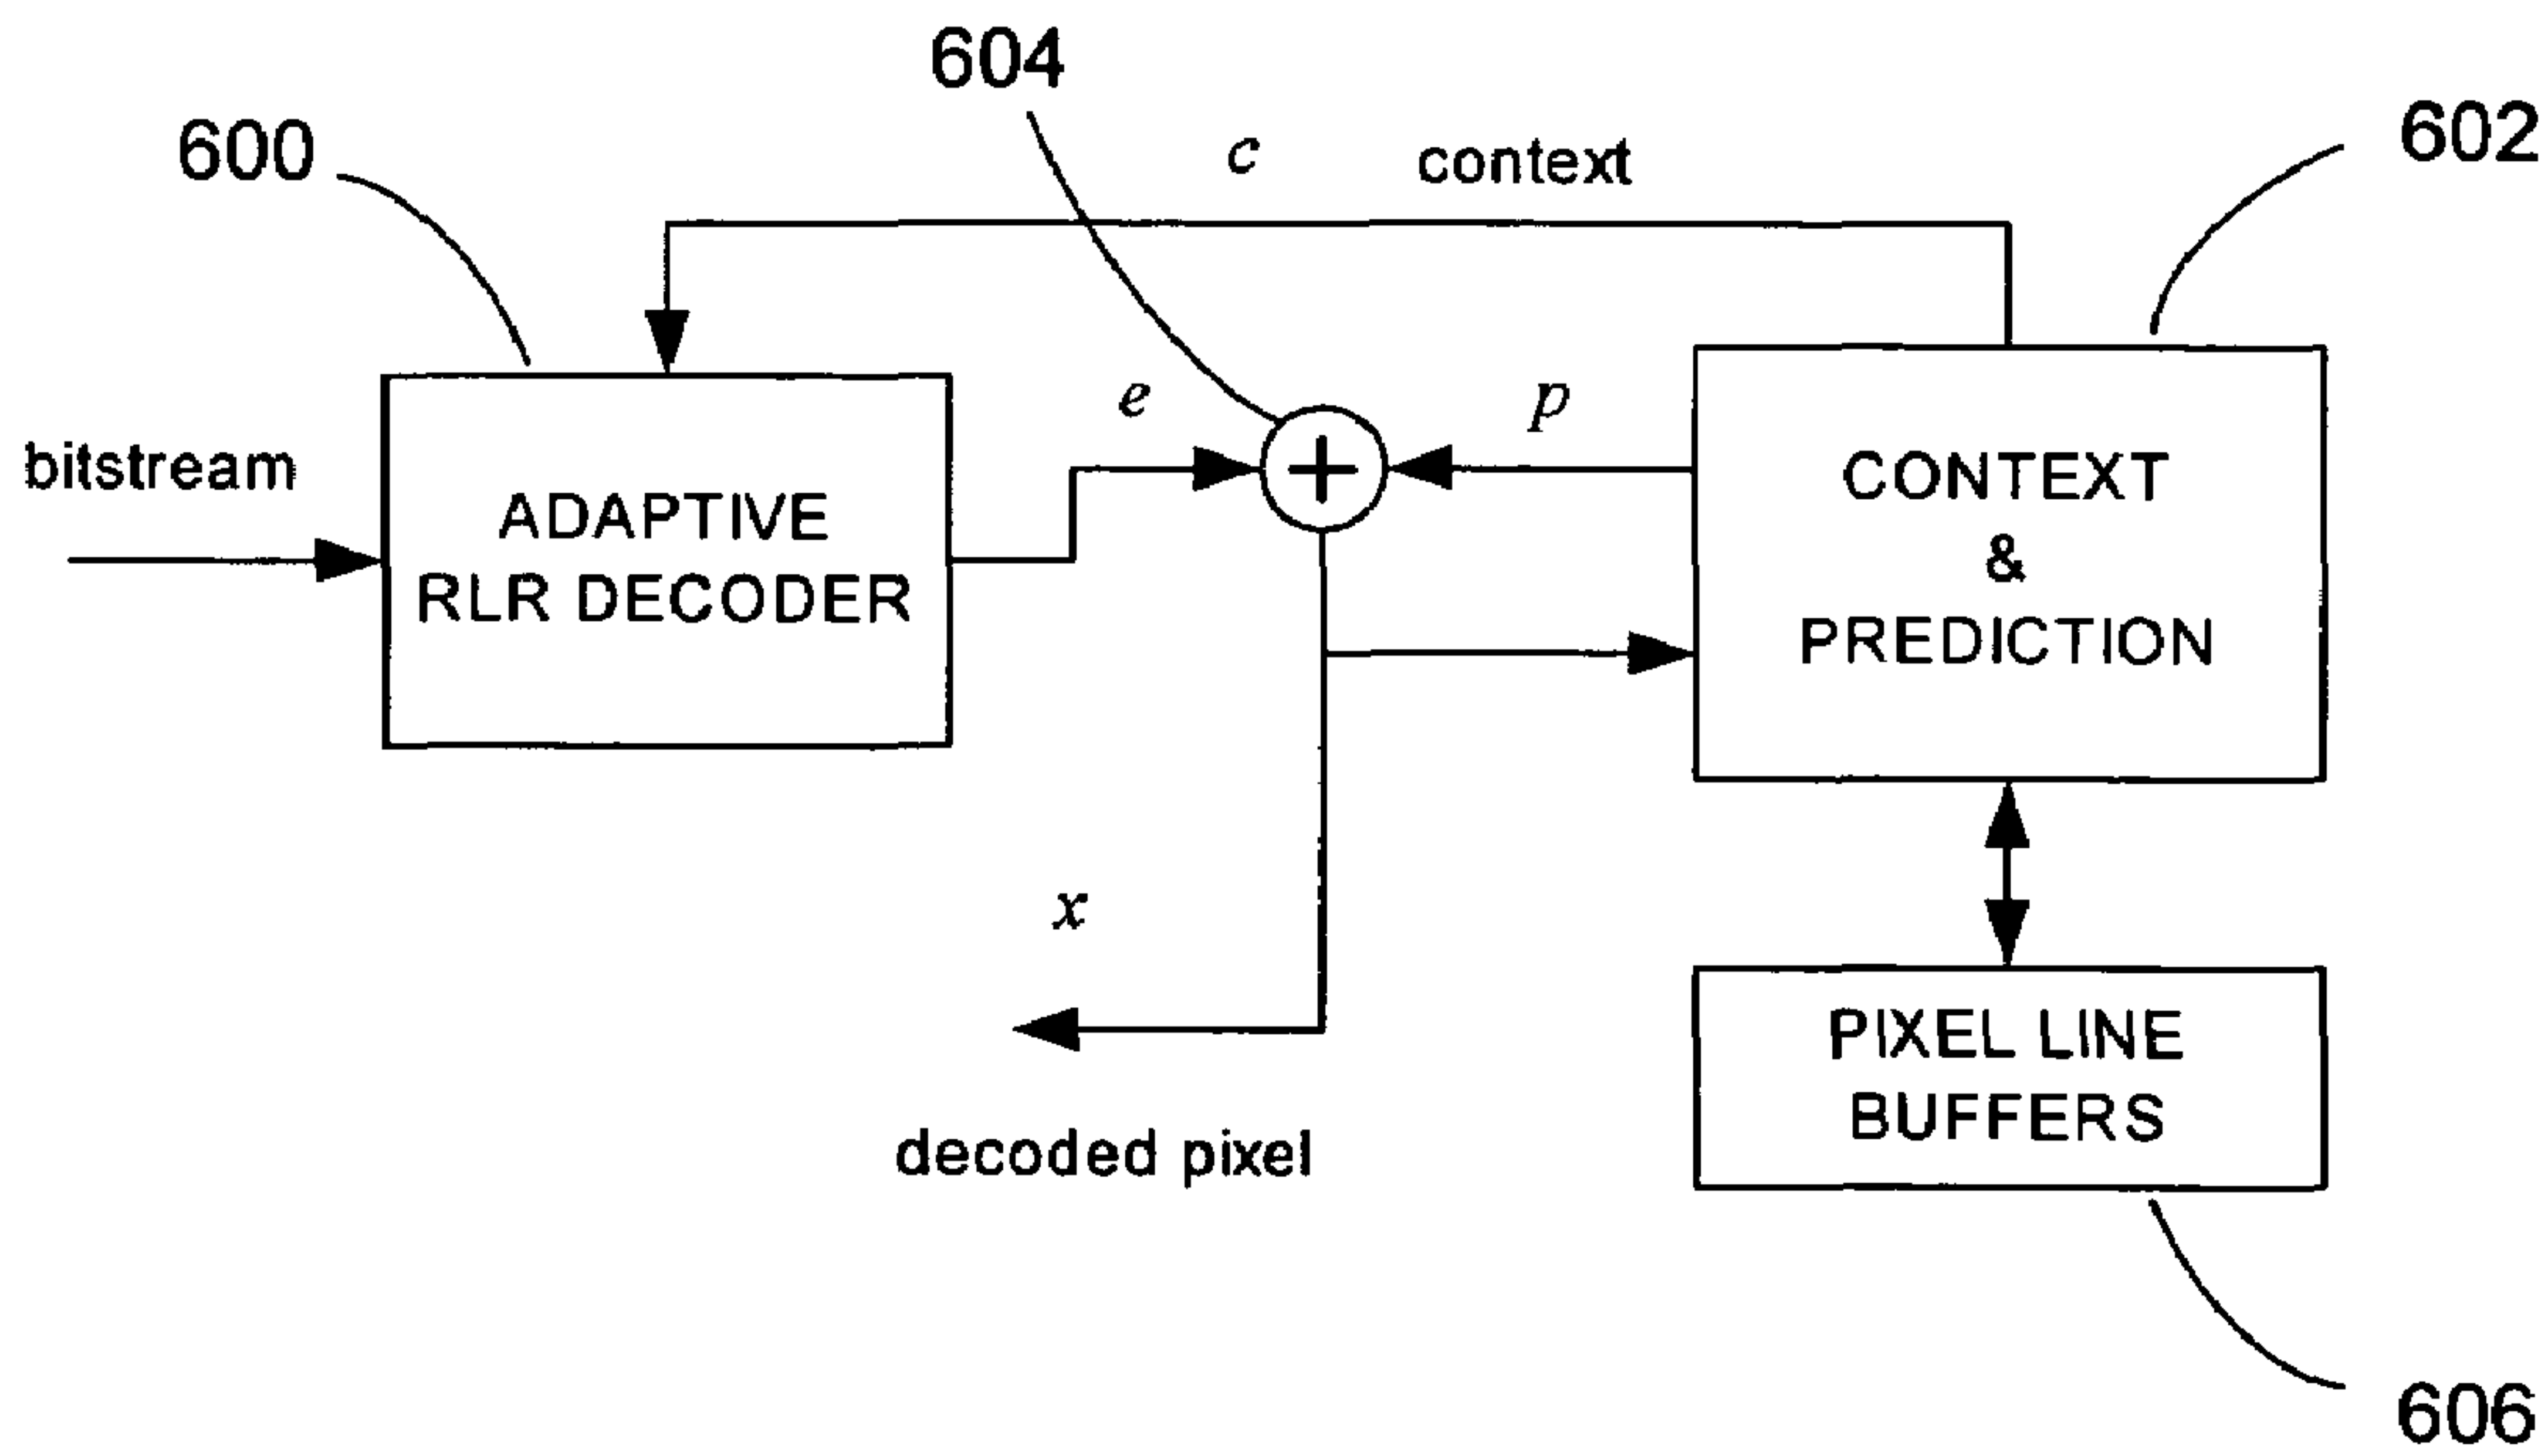 604
600
c context
602
e
p
bitstream
ADAPTIVE
RLR DECODER
+
CONTEXT
&
PREDICTION
x
decoded pixel
PIXEL LINE
BUFFERS
606